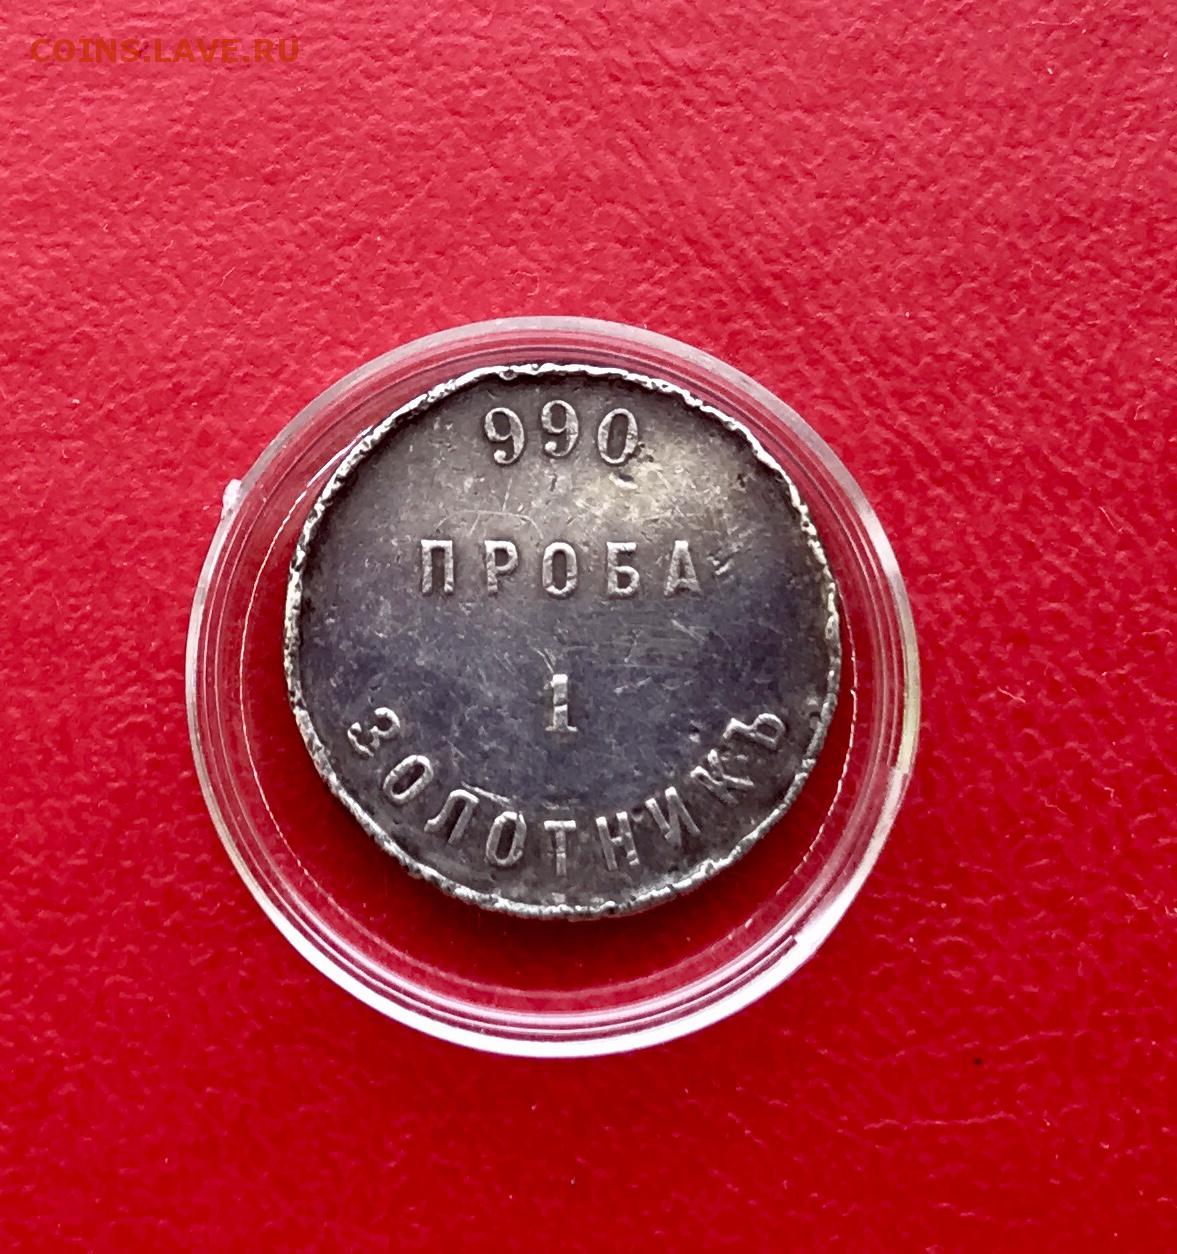 COINS.LAVE.RU
990
ПРОБА
1
ЗОЛОТНИКЪ